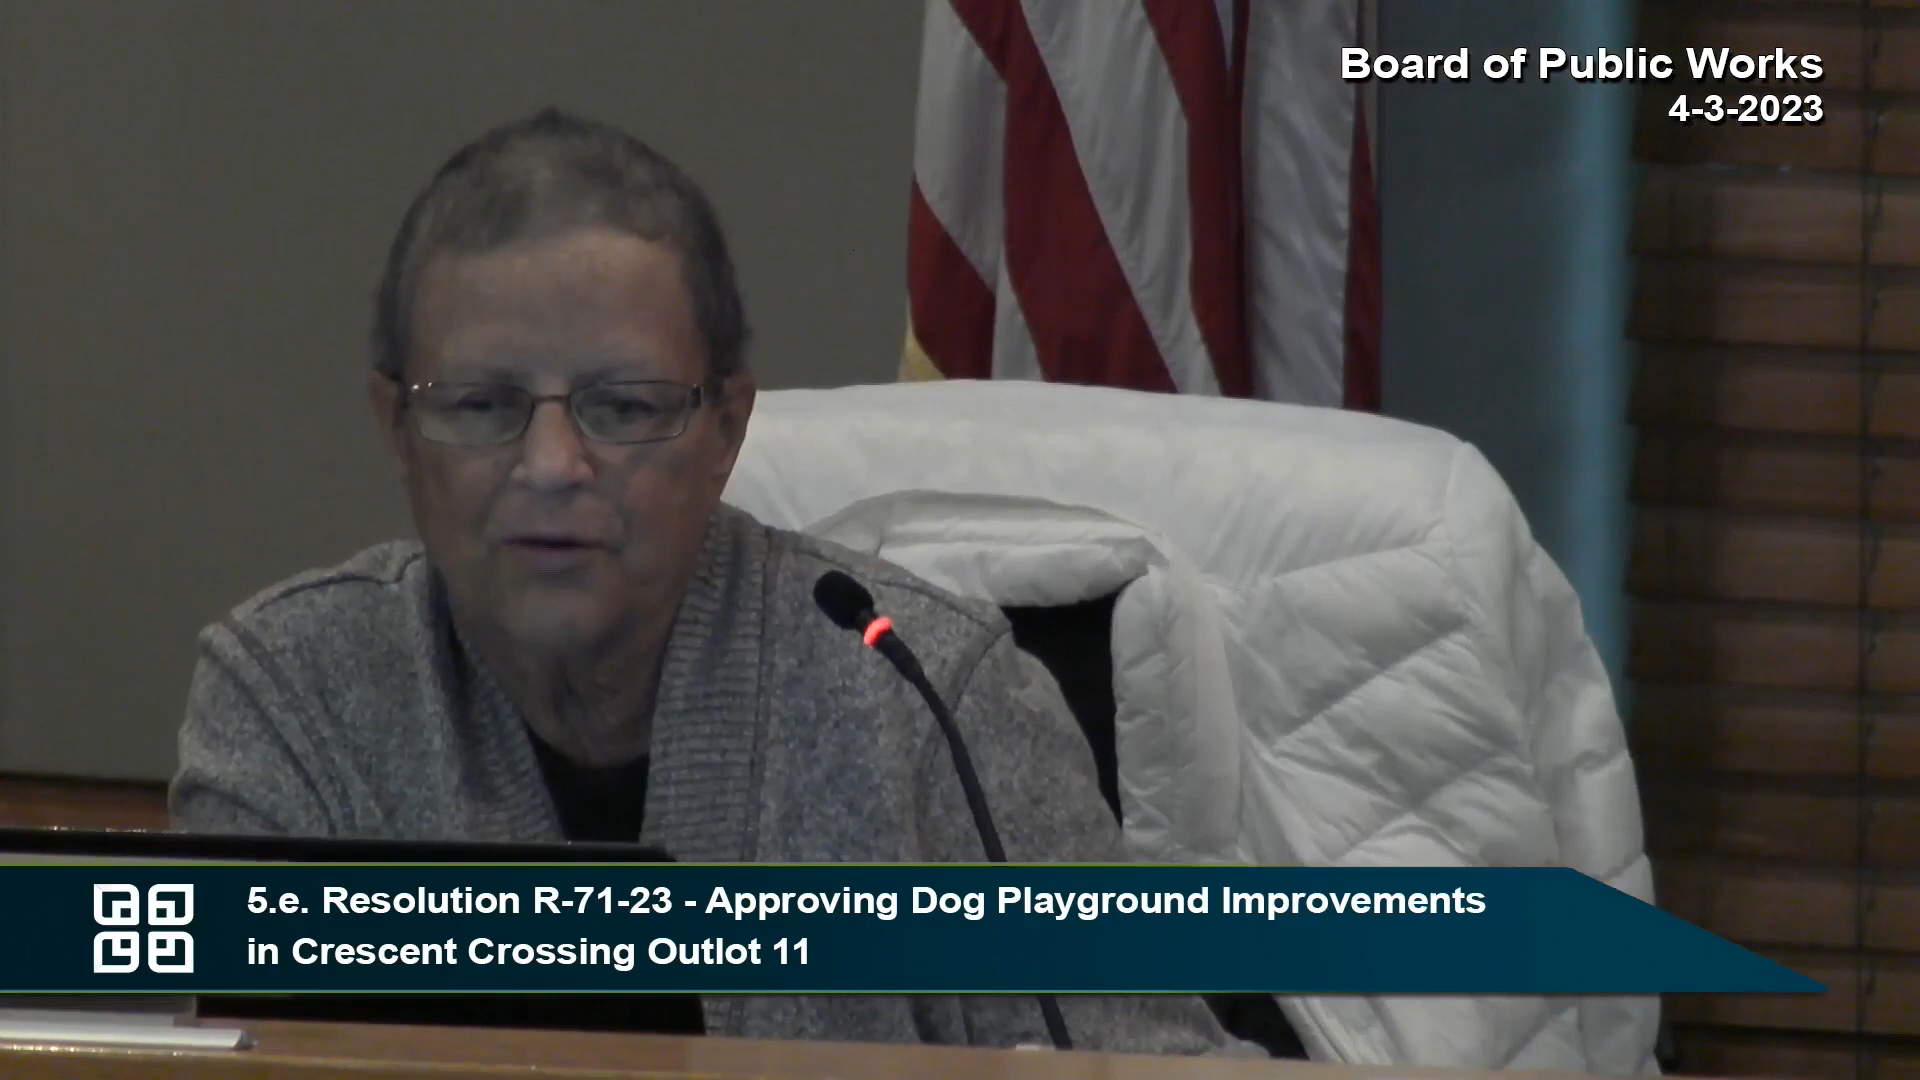 Board of Public Works
4-3-2023
5.e. Resolution R-71-23 - Approving Dog Playground Improvements
in Crescent Crossing Outlot 11